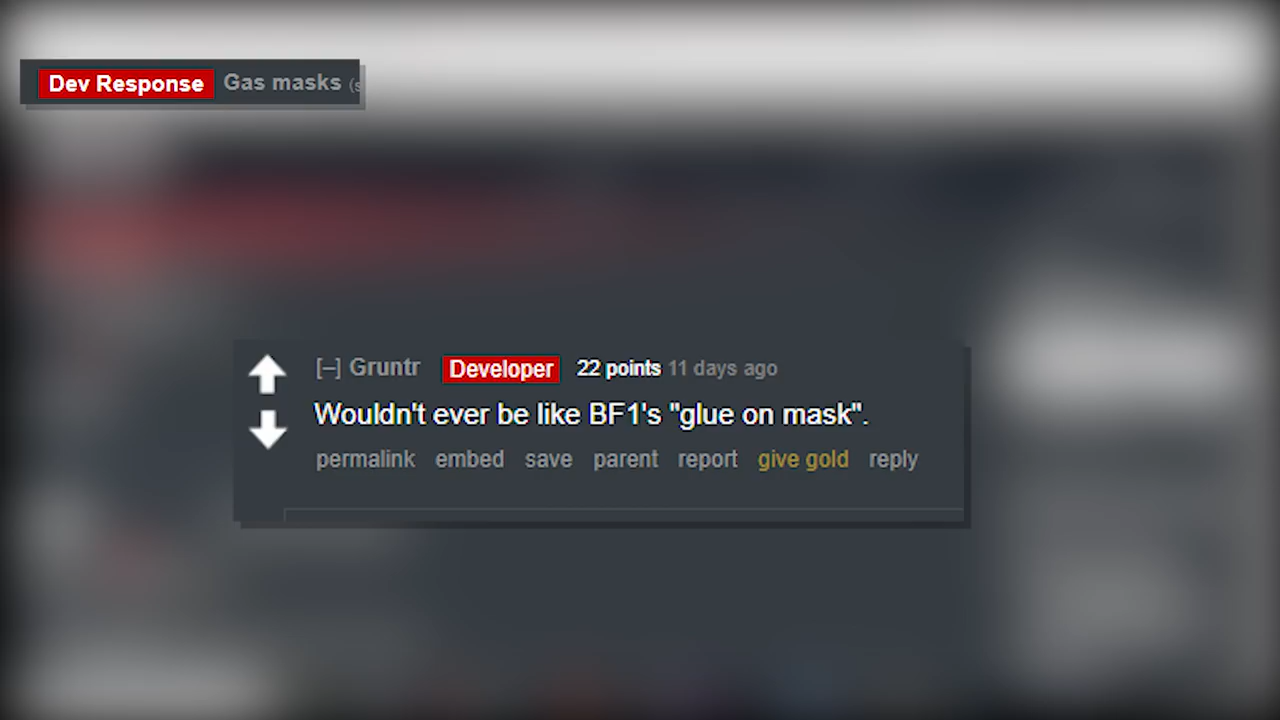 Dev Response Gas masks (s
[–] Gruntr Developer 22 points 11 days ago
Wouldn't ever be like BF1's "glue on mask".
permalink embed save parent report give gold reply